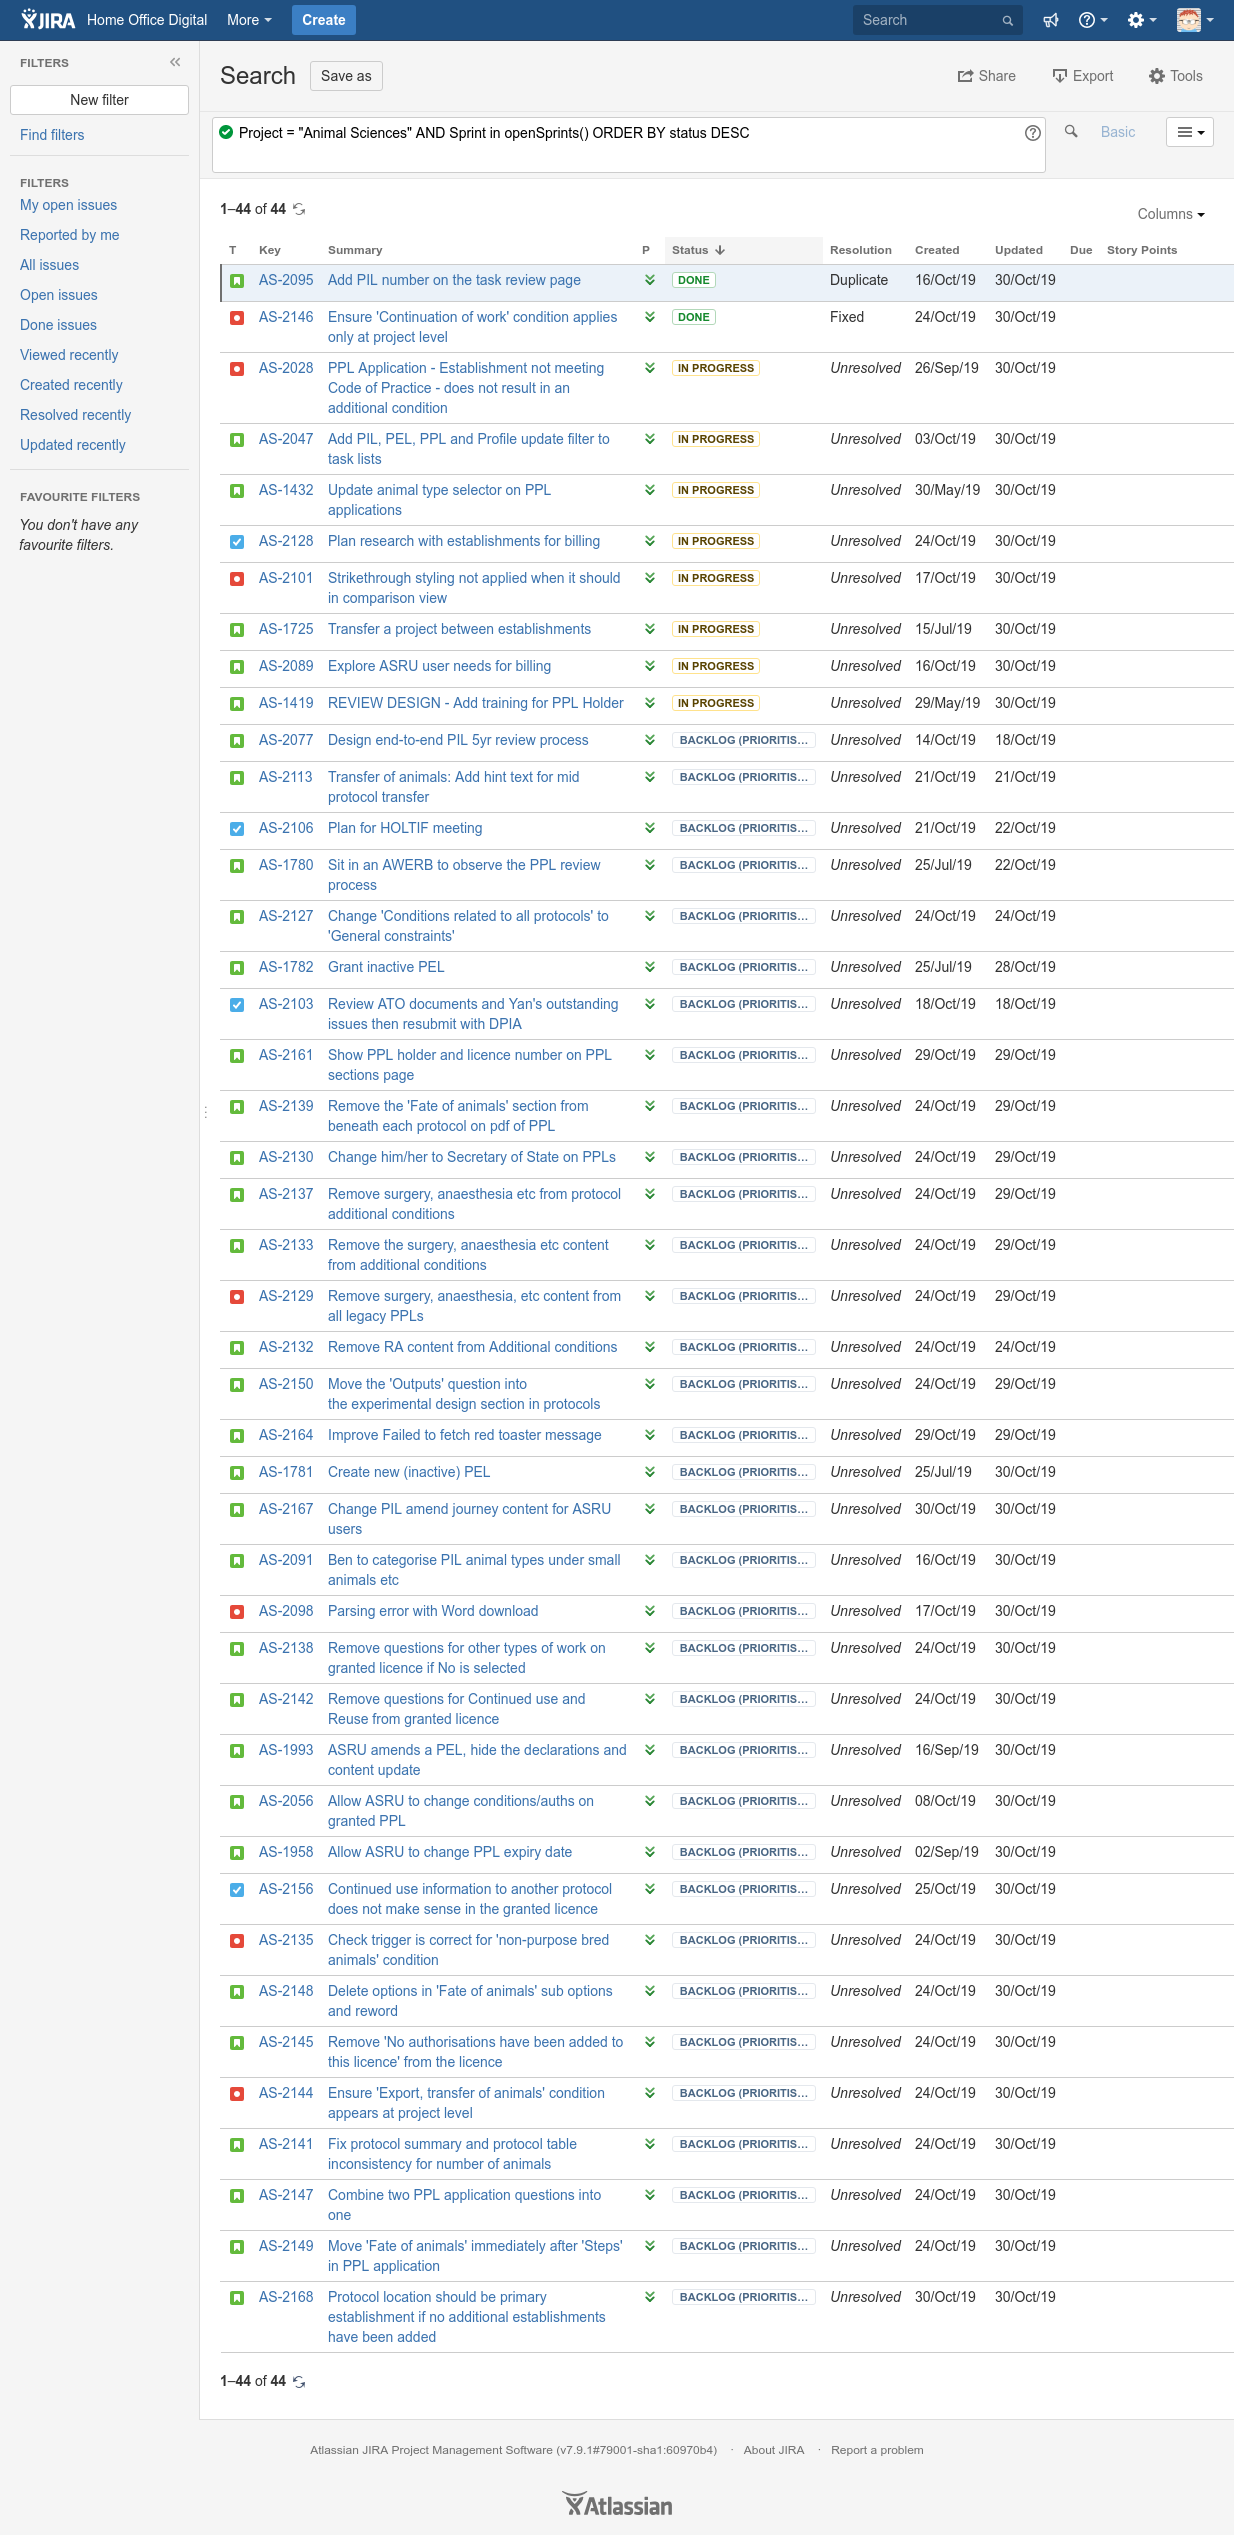 JIRA Home Office Digital More Create Search
FILTERS
New filter
Find filters
FILTERS
My open issues
Reported by me
All issues
Open issues
Done issues
Viewed recently
Created recently
Resolved recently
Updated recently
FAVOURITE FILTERS
You don't have any
favourite filters.
Search Save as Share Export Tools
Project = "Animal Sciences" AND Sprint in openSprints() ORDER BY status DESC Basic
1–44 of 44
Columns
T Key Summary P Status Resolution Created Updated Due Story Points
AS-2095 Add PIL number on the task review page DONE Duplicate 16/Oct/19 30/Oct/19
AS-2146 Ensure 'Continuation of work' condition applies DONE Fixed 24/Oct/19 30/Oct/19
only at project level
AS-2028 PPL Application - Establishment not meeting IN PROGRESS Unresolved 26/Sep/19 30/Oct/19
Code of Practice - does not result in an
additional condition
AS-2047 Add PIL, PEL, PPL and Profile update filter to IN PROGRESS Unresolved 03/Oct/19 30/Oct/19
task lists
AS-1432 Update animal type selector on PPL IN PROGRESS Unresolved 30/May/19 30/Oct/19
applications
AS-2128 Plan research with establishments for billing IN PROGRESS Unresolved 24/Oct/19 30/Oct/19
AS-2101 Strikethrough styling not applied when it should IN PROGRESS Unresolved 17/Oct/19 30/Oct/19
in comparison view
AS-1725 Transfer a project between establishments IN PROGRESS Unresolved 15/Jul/19 30/Oct/19
AS-2089 Explore ASRU user needs for billing IN PROGRESS Unresolved 16/Oct/19 30/Oct/19
AS-1419 REVIEW DESIGN - Add training for PPL Holder IN PROGRESS Unresolved 29/May/19 30/Oct/19
AS-2077 Design end-to-end PIL 5yr review process BACKLOG (PRIORITIS... Unresolved 14/Oct/19 18/Oct/19
AS-2113 Transfer of animals: Add hint text for mid BACKLOG (PRIORITIS... Unresolved 21/Oct/19 21/Oct/19
protocol transfer
AS-2106 Plan for HOLTIF meeting BACKLOG (PRIORITIS... Unresolved 21/Oct/19 22/Oct/19
AS-1780 Sit in an AWERB to observe the PPL review BACKLOG (PRIORITIS... Unresolved 25/Jul/19 22/Oct/19
process
AS-2127 Change 'Conditions related to all protocols' to BACKLOG (PRIORITIS... Unresolved 24/Oct/19 24/Oct/19
'General constraints'
AS-1782 Grant inactive PEL BACKLOG (PRIORITIS... Unresolved 25/Jul/19 28/Oct/19
AS-2103 Review ATO documents and Yan's outstanding BACKLOG (PRIORITIS... Unresolved 18/Oct/19 18/Oct/19
issues then resubmit with DPIA
AS-2161 Show PPL holder and licence number on PPL BACKLOG (PRIORITIS... Unresolved 29/Oct/19 29/Oct/19
sections page
AS-2139 Remove the 'Fate of animals' section from BACKLOG (PRIORITIS... Unresolved 24/Oct/19 29/Oct/19
beneath each protocol on pdf of PPL
AS-2130 Change him/her to Secretary of State on PPLs BACKLOG (PRIORITIS... Unresolved 24/Oct/19 29/Oct/19
AS-2137 Remove surgery, anaesthesia etc from protocol BACKLOG (PRIORITIS... Unresolved 24/Oct/19 29/Oct/19
additional conditions
AS-2133 Remove the surgery, anaesthesia etc content BACKLOG (PRIORITIS... Unresolved 24/Oct/19 29/Oct/19
from additional conditions
AS-2129 Remove surgery, anaesthesia, etc content from BACKLOG (PRIORITIS... Unresolved 24/Oct/19 29/Oct/19
all legacy PPLs
AS-2132 Remove RA content from Additional conditions BACKLOG (PRIORITIS... Unresolved 24/Oct/19 24/Oct/19
AS-2150 Move the 'Outputs' question into BACKLOG (PRIORITIS... Unresolved 24/Oct/19 29/Oct/19
the experimental design section in protocols
AS-2164 Improve Failed to fetch red toaster message BACKLOG (PRIORITIS... Unresolved 29/Oct/19 29/Oct/19
AS-1781 Create new (inactive) PEL BACKLOG (PRIORITIS... Unresolved 25/Jul/19 30/Oct/19
AS-2167 Change PIL amend journey content for ASRU BACKLOG (PRIORITIS... Unresolved 30/Oct/19 30/Oct/19
users
AS-2091 Ben to categorise PIL animal types under small BACKLOG (PRIORITIS... Unresolved 16/Oct/19 30/Oct/19
animals etc
AS-2098 Parsing error with Word download BACKLOG (PRIORITIS... Unresolved 17/Oct/19 30/Oct/19
AS-2138 Remove questions for other types of work on BACKLOG (PRIORITIS... Unresolved 24/Oct/19 30/Oct/19
granted licence if No is selected
AS-2142 Remove questions for Continued use and BACKLOG (PRIORITIS... Unresolved 24/Oct/19 30/Oct/19
Reuse from granted licence
AS-1993 ASRU amends a PEL, hide the declarations and BACKLOG (PRIORITIS... Unresolved 16/Sep/19 30/Oct/19
content update
AS-2056 Allow ASRU to change conditions/auths on BACKLOG (PRIORITIS... Unresolved 08/Oct/19 30/Oct/19
granted PPL
AS-1958 Allow ASRU to change PPL expiry date BACKLOG (PRIORITIS... Unresolved 02/Sep/19 30/Oct/19
AS-2156 Continued use information to another protocol BACKLOG (PRIORITIS... Unresolved 25/Oct/19 30/Oct/19
does not make sense in the granted licence
AS-2135 Check trigger is correct for 'non-purpose bred BACKLOG (PRIORITIS... Unresolved 24/Oct/19 30/Oct/19
animals' condition
AS-2148 Delete options in 'Fate of animals' sub options BACKLOG (PRIORITIS... Unresolved 24/Oct/19 30/Oct/19
and reword
AS-2145 Remove 'No authorisations have been added to BACKLOG (PRIORITIS... Unresolved 24/Oct/19 30/Oct/19
this licence' from the licence
AS-2144 Ensure 'Export, transfer of animals' condition BACKLOG (PRIORITIS... Unresolved 24/Oct/19 30/Oct/19
appears at project level
AS-2141 Fix protocol summary and protocol table BACKLOG (PRIORITIS... Unresolved 24/Oct/19 30/Oct/19
inconsistency for number of animals
AS-2147 Combine two PPL application questions into BACKLOG (PRIORITIS... Unresolved 24/Oct/19 30/Oct/19
one
AS-2149 Move 'Fate of animals' immediately after 'Steps' BACKLOG (PRIORITIS... Unresolved 24/Oct/19 30/Oct/19
in PPL application
AS-2168 Protocol location should be primary BACKLOG (PRIORITIS... Unresolved 30/Oct/19 30/Oct/19
establishment if no additional establishments
have been added
1–44 of 44
Atlassian JIRA Project Management Software (v7.9.1#79001-sha1:60970b4) · About JIRA · Report a problem
Atlassian